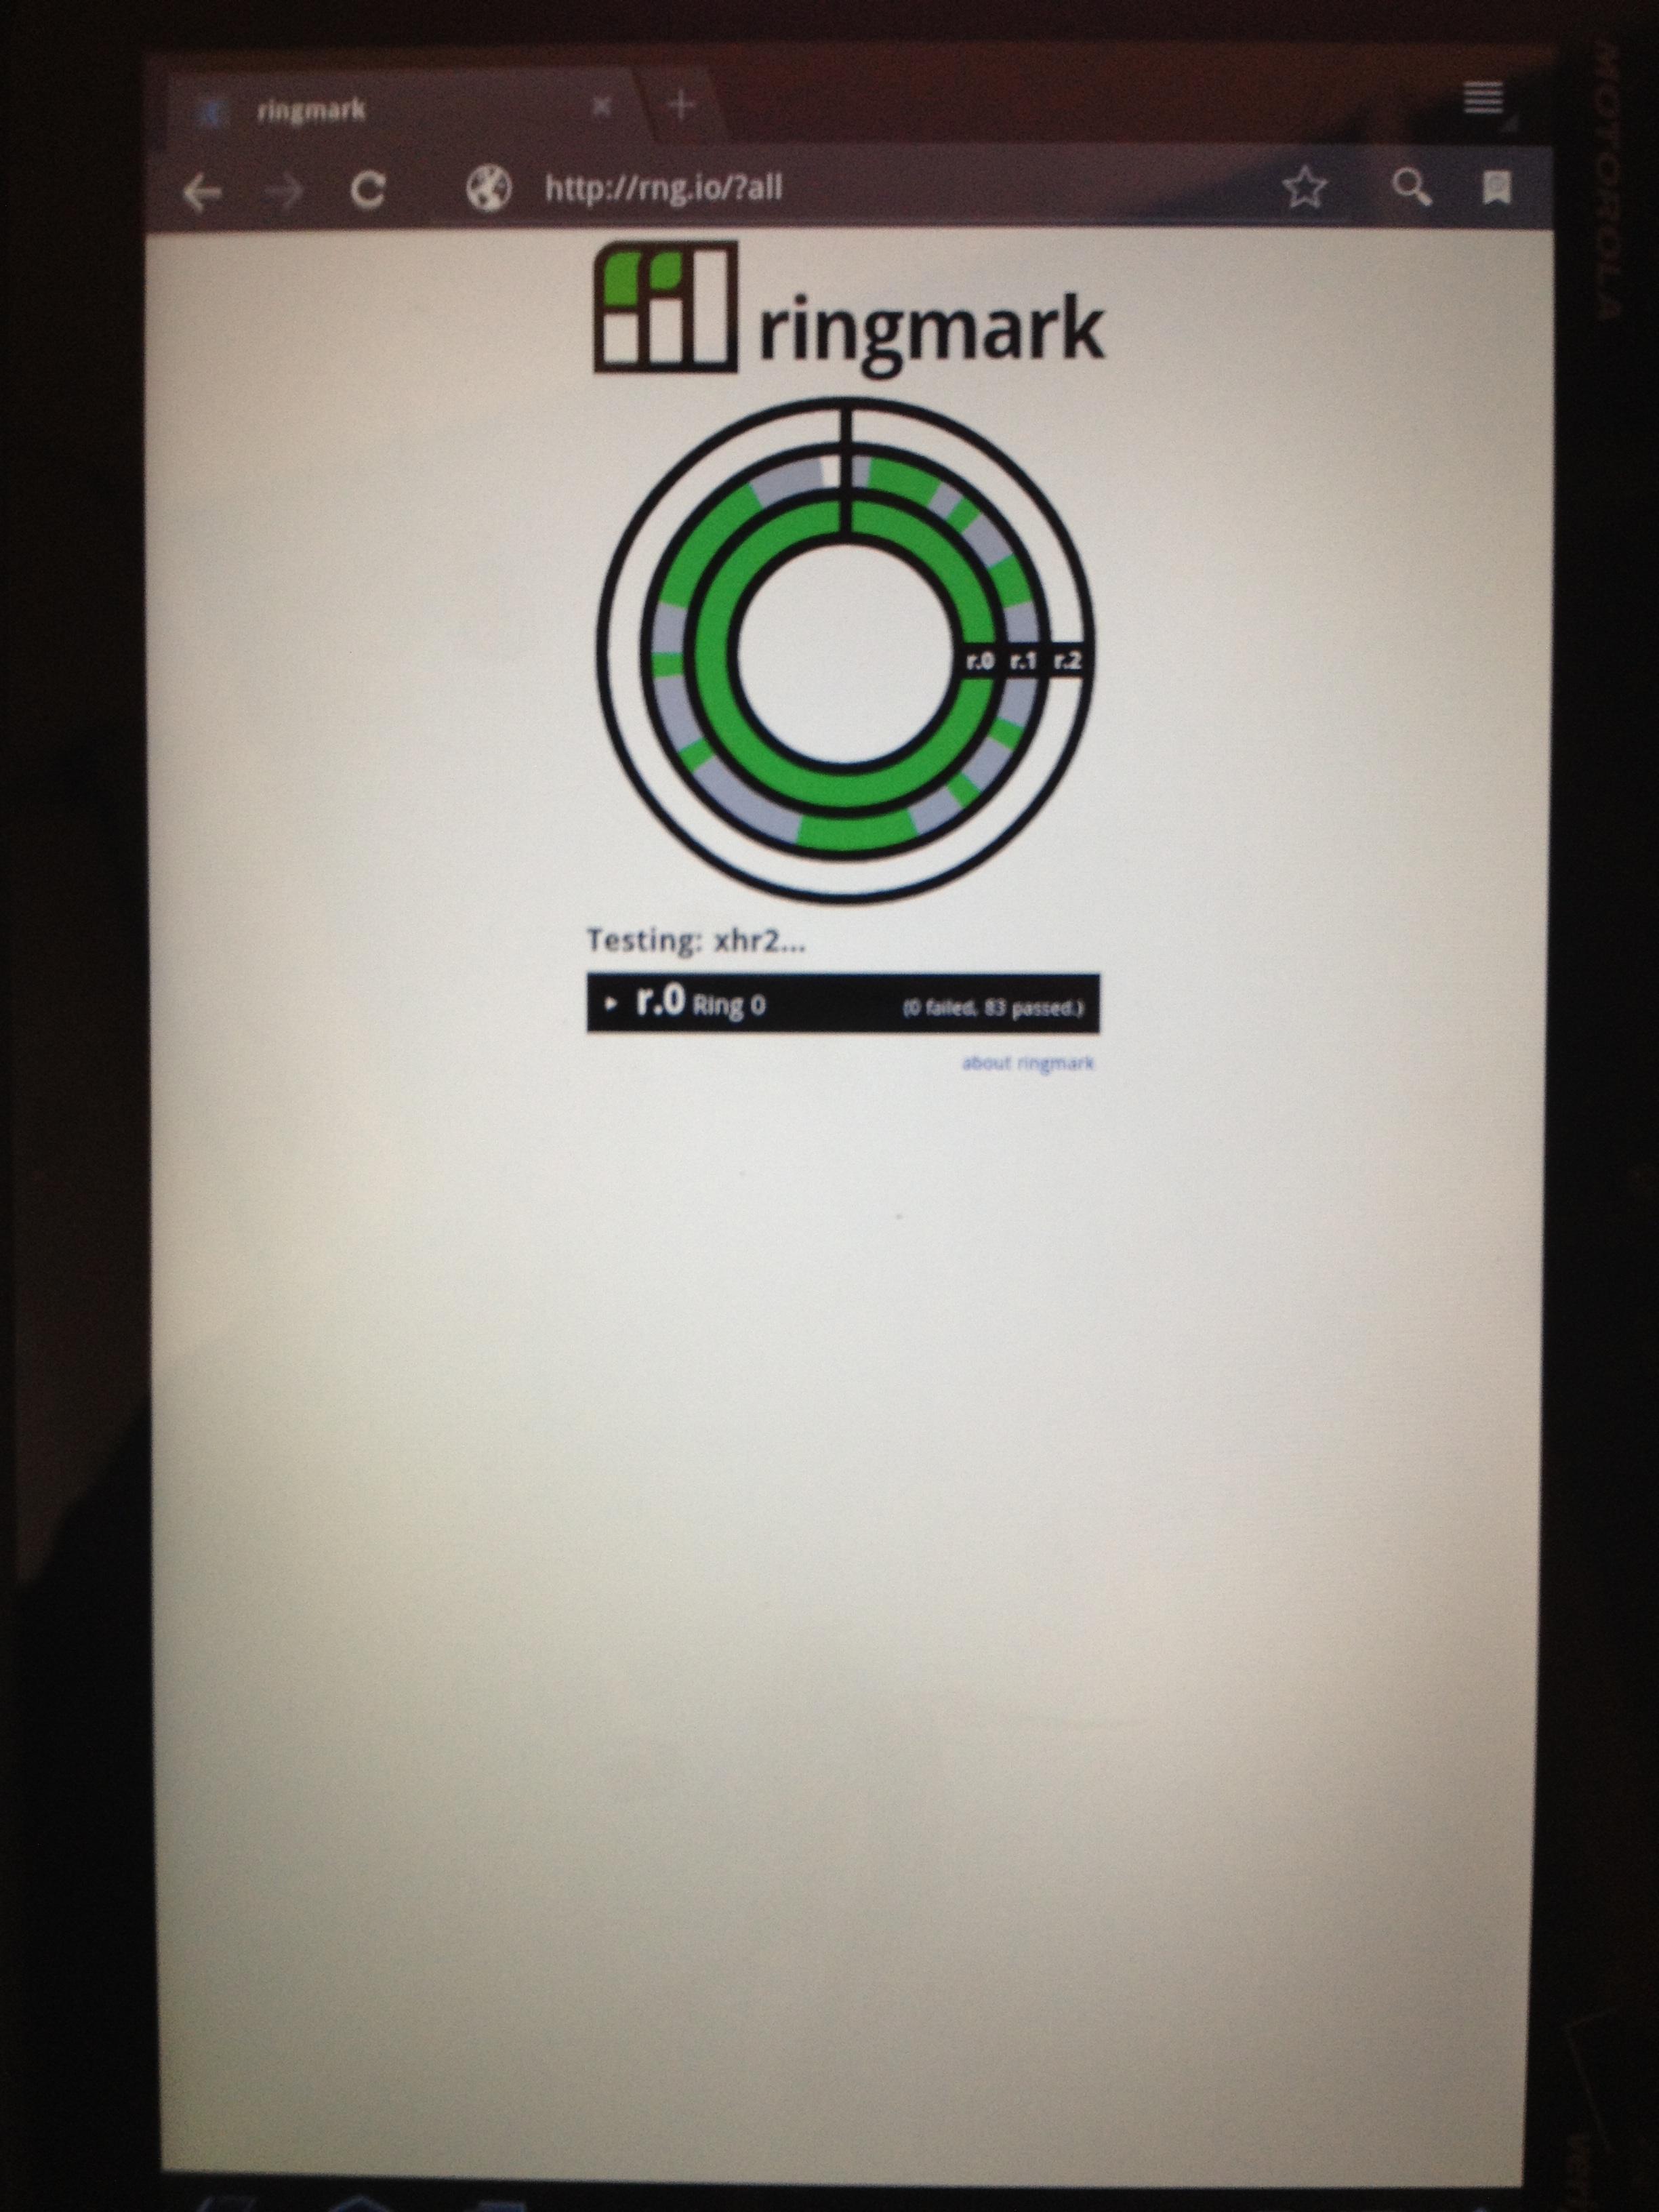 ringmark
http://rng.io/?all
ringmark
r.0 r.1 r.2
Testing: xhr2...
r.0 Ring 0 (0 failed, 83 passed.)
about ringmark
MOTOROLA